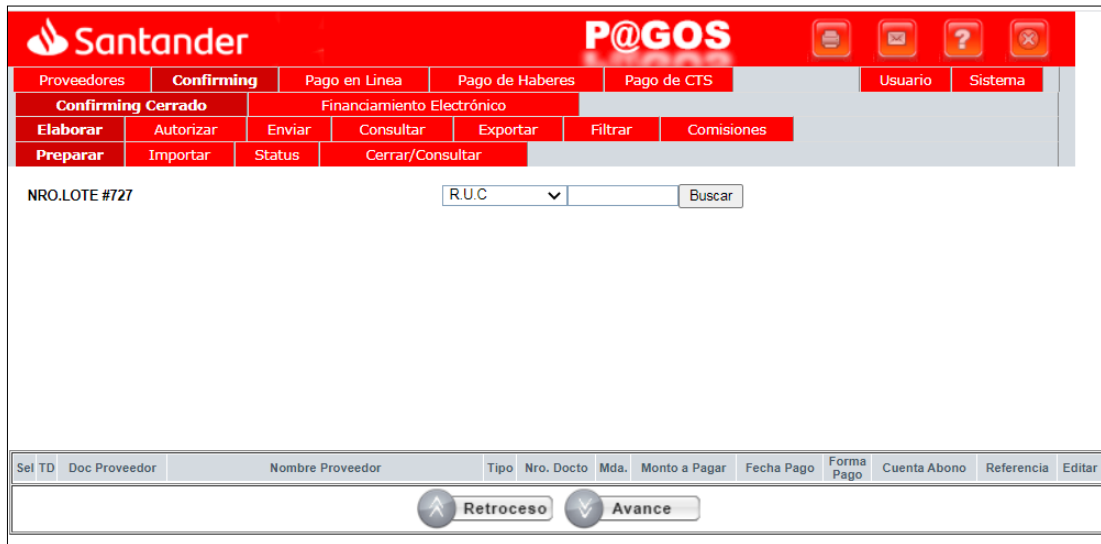 Santander P@GOS ?
Proveedores Confirming Pago en Linea Pago de Haberes Pago de CTS Usuario Sistema
Confirming Cerrado Financiamiento Electrónico
Elaborar Autorizar Enviar Consultar Exportar Filtrar Comisiones
Preparar Importar Status Cerrar/Consultar
NRO.LOTE #727 R.U.C Buscar
Sel TD Doc Proveedor Nombre Proveedor Tipo Nro. Docto Mda. Monto a Pagar Fecha Pago Forma Pago Cuenta Abono Referencia Editar
Retroceso Avance